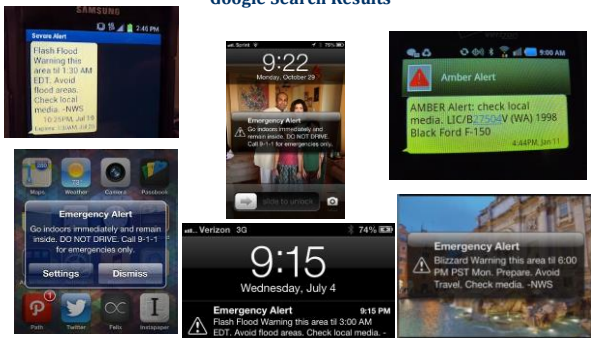 Google Search Results
SAMSUNG
2:46 PM
Severe Alert
Flash Flood
Warning this
area til 1:30 AM
EDT. Avoid
flood areas.
Check local
media. -NWS
10:25PM, Jul 19
Sprint
76%
9:22
Monday, October 29
Emergency Alert
Go indoors immediately and
remain inside. DO NOT DRIVE.
Call 9-1-1 for emergencies only.
slide to unlock
9:00 AM
Amber Alert
AMBER Alert: check local
media. LIC/B27504V (WA) 1998
Black Ford F-150
4:44PM, Jan 11
Maps
Weather
Camera
Passbook
Emergency Alert
Go indoors immediately and remain
inside. DO NOT DRIVE. Call 9-1-1
for emergencies only.
Settings
Dismiss
Path
Twitter
Felix
Instapaper
Verizon 3G
74%
9:15
Wednesday, July 4
Emergency Alert 9:15 PM
Flash Flood Warning this area til 3:00 AM
EDT. Avoid flood areas. Check local media. -
Emergency Alert
Blizzard Warning this area til 6:00
PM PST Mon. Prepare. Avoid
Travel. Check media. -NWS